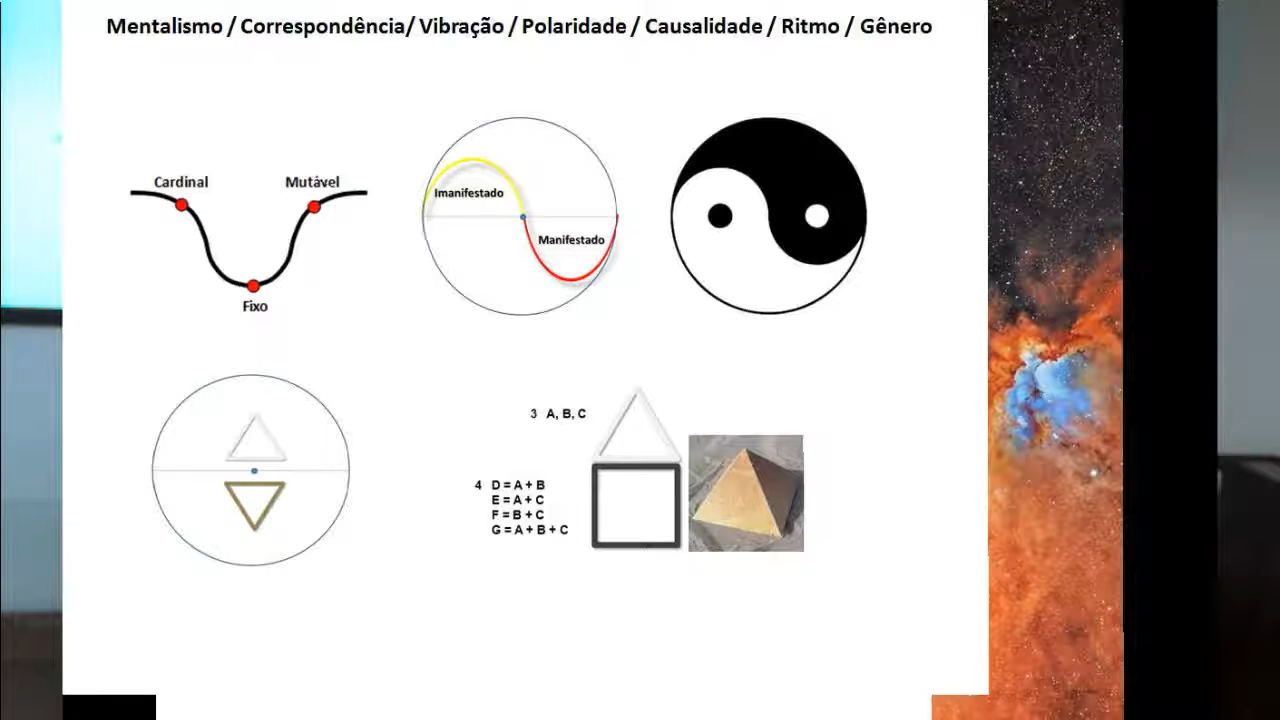 Mentalismo / Correspondência/ Vibração / Polaridade / Causalidade / Ritmo / Gênero
Cardinal
Mutável
Fixo
Imanifestado
Manifestado
3 A, B, C
4 D = A + B
E = A + C
F = B + C
G = A + B + C